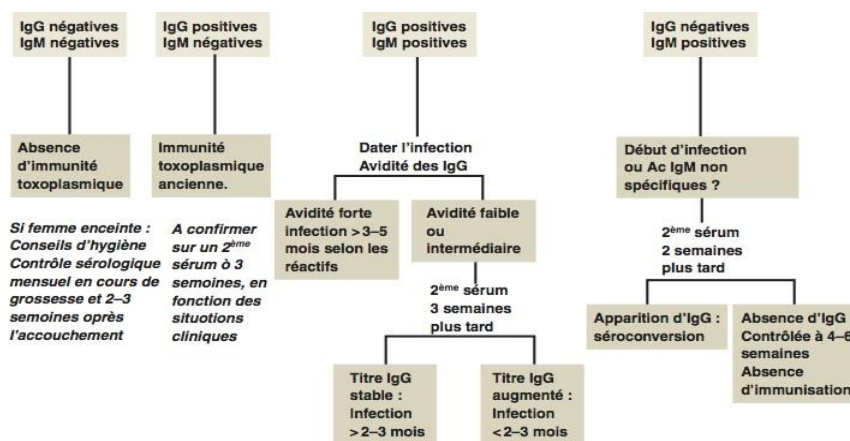 IgG négatives
IgM négatives
IgG positives
IgM négatives
IgG positives
IgM positives
IgG négatives
IgM positives
Absence
d'immunité
toxoplasmique
Immunité
toxoplasmique
ancienne.
Dater l'infection
Avidité des IgG
Début d'infection
ou Ac IgM non
spécifiques ?
Si femme enceinte :
Conseils d'hygiène
Contrôle sérologique
mensuel en cours de
grossesse et 2–3
semaines oprès
l'accouchement
A confirmer
sur un 2ème
sérum ò 3
semaines, en
fonction des
situotions
cliniques
Avidité forte
infection > 3–5
mois selon les
réactifs
Avidité faible
ou
intermédiaire
2ème sérum
2 semaines
plus tard
2ème sérum
3 semaines
plus tard
Apparition d'IgG :
séroconversion
Absence d'IgG
Contrôlée à 4–6
semaines
Absence
d'immunisation
Titre IgG
stable :
Infection
> 2–3 mois
Titre IgG
augmenté :
Infection
< 2–3 mois